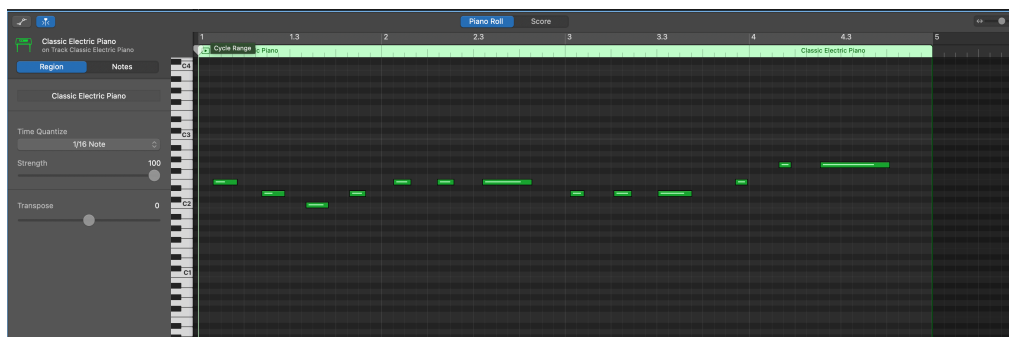 Piano Roll Score
Classic Electric Piano
on Track Classic Electric Piano
1 1.3 2 2.3 3 3.3 4 4.3 5
Cycle Range c Piano Classic Electric Piano
Region Notes
Classic Electric Piano
Time Quantize
1/16 Note
Strength 100
Transpose 0
C4
C3
C2
C1